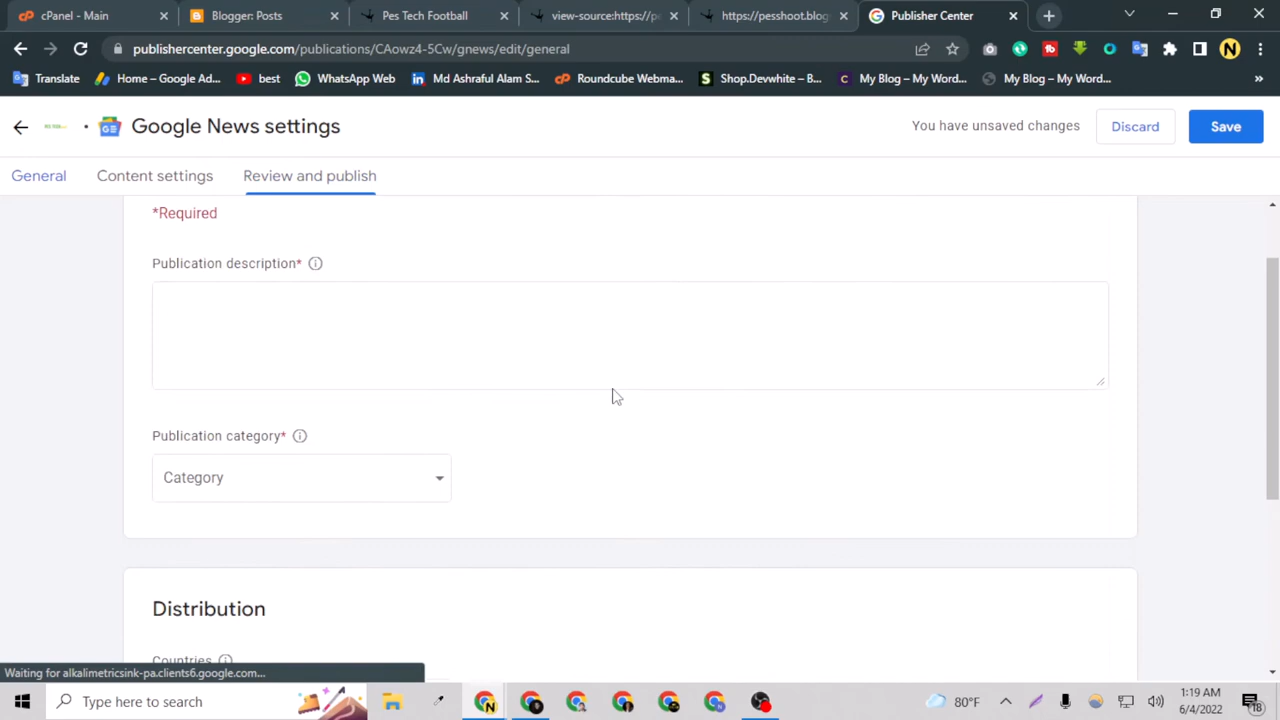 cPanel - Main
Blogger: Posts
Pes Tech Football
view-source:https://pe
https://pesshoot.blog
Publisher Center
publishercenter.google.com/publications/CAowz4-5Cw/gnews/edit/general
Translate
Home – Google Ad...
best
WhatsApp Web
Md Ashraful Alam S...
Roundcube Webma...
Shop.Devwhite – B...
My Blog – My Word...
My Blog – My Word...
»
Google News settings
You have unsaved changes
Discard
Save
General
Content settings
Review and publish
*Required
Publication description*
Publication category*
Category
Distribution
Countries
Waiting for alkalimetricsink-pa.clients6.google.com...
Type here to search
80°F
1:19 AM
6/4/2022
18